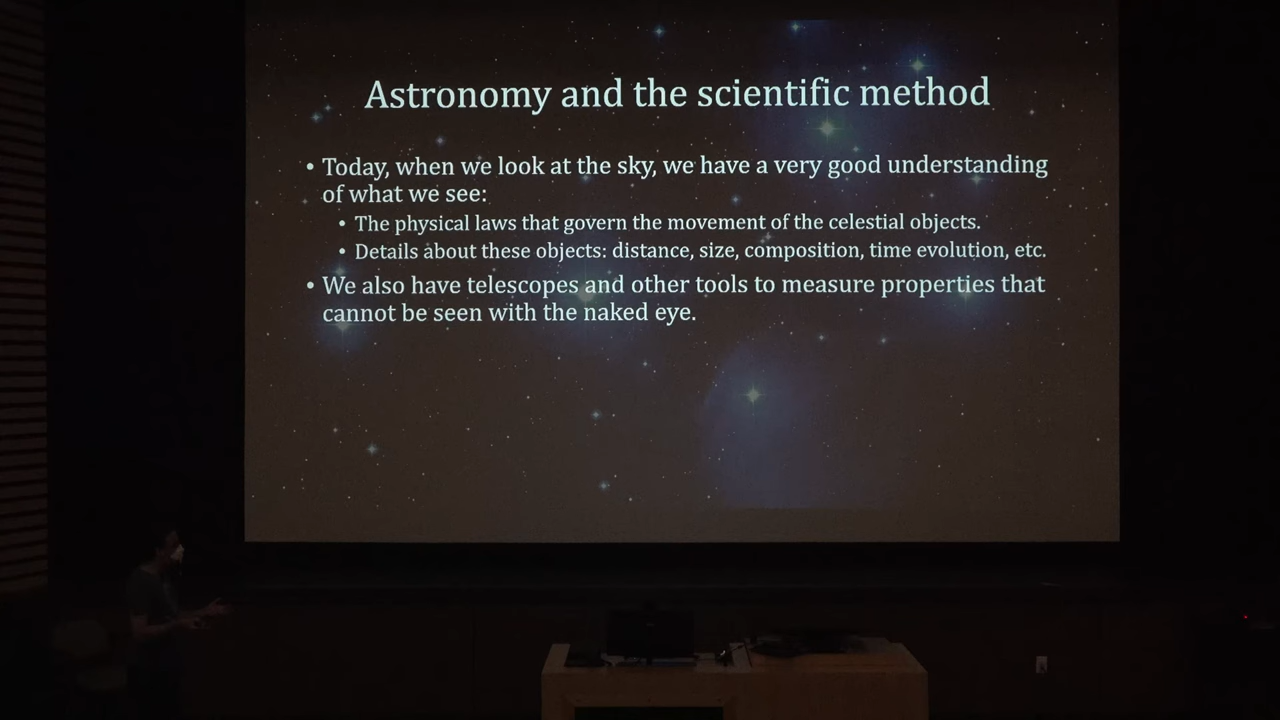 Astronomy and the scientific method
• Today, when we look at the sky, we have a very good understanding
of what we see:
• The physical laws that govern the movement of the celestial objects.
• Details about these objects: distance, size, composition, time evolution, etc.
• We also have telescopes and other tools to measure properties that
cannot be seen with the naked eye.